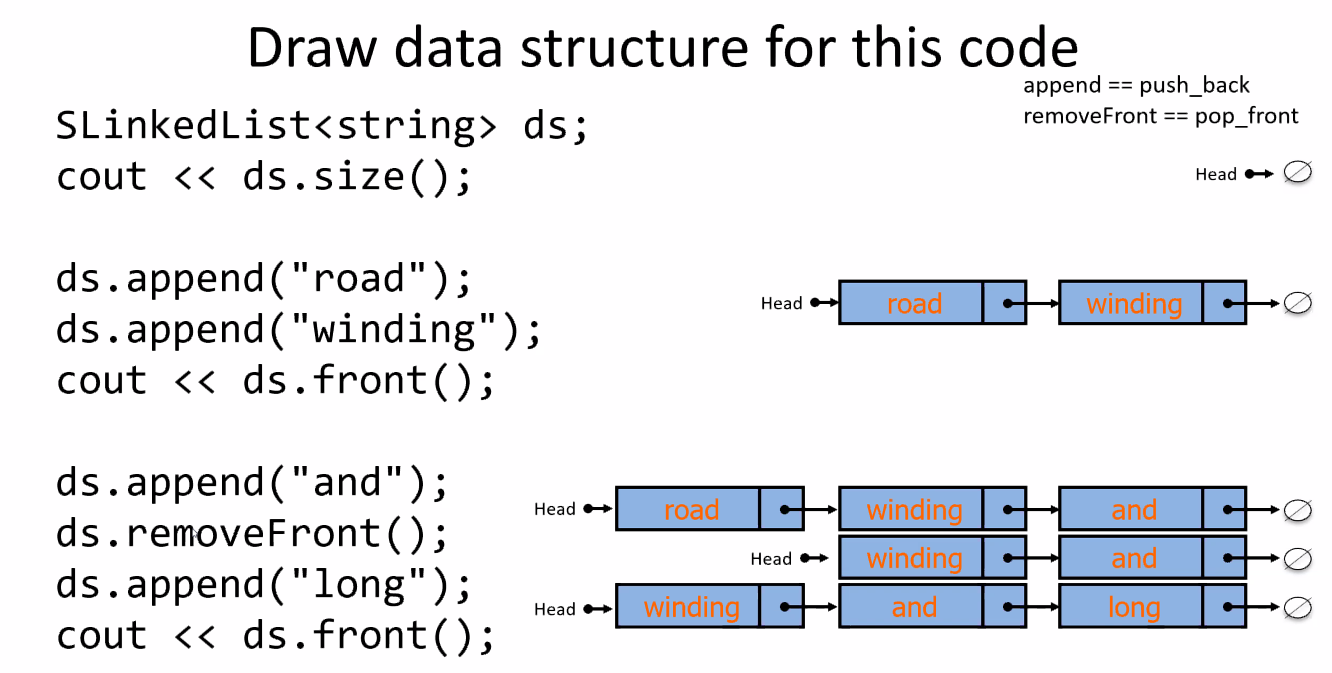 Draw data structure for this code
append == push_back
removeFront == pop_front
SLinkedList<string> ds;
cout << ds.size();
Head
ds.append("road");
ds.append("winding");
cout << ds.front();
Head road winding
ds.append("and");
ds.removeFront();
ds.append("long");
cout << ds.front();
Head road winding and
Head winding and
Head winding and long